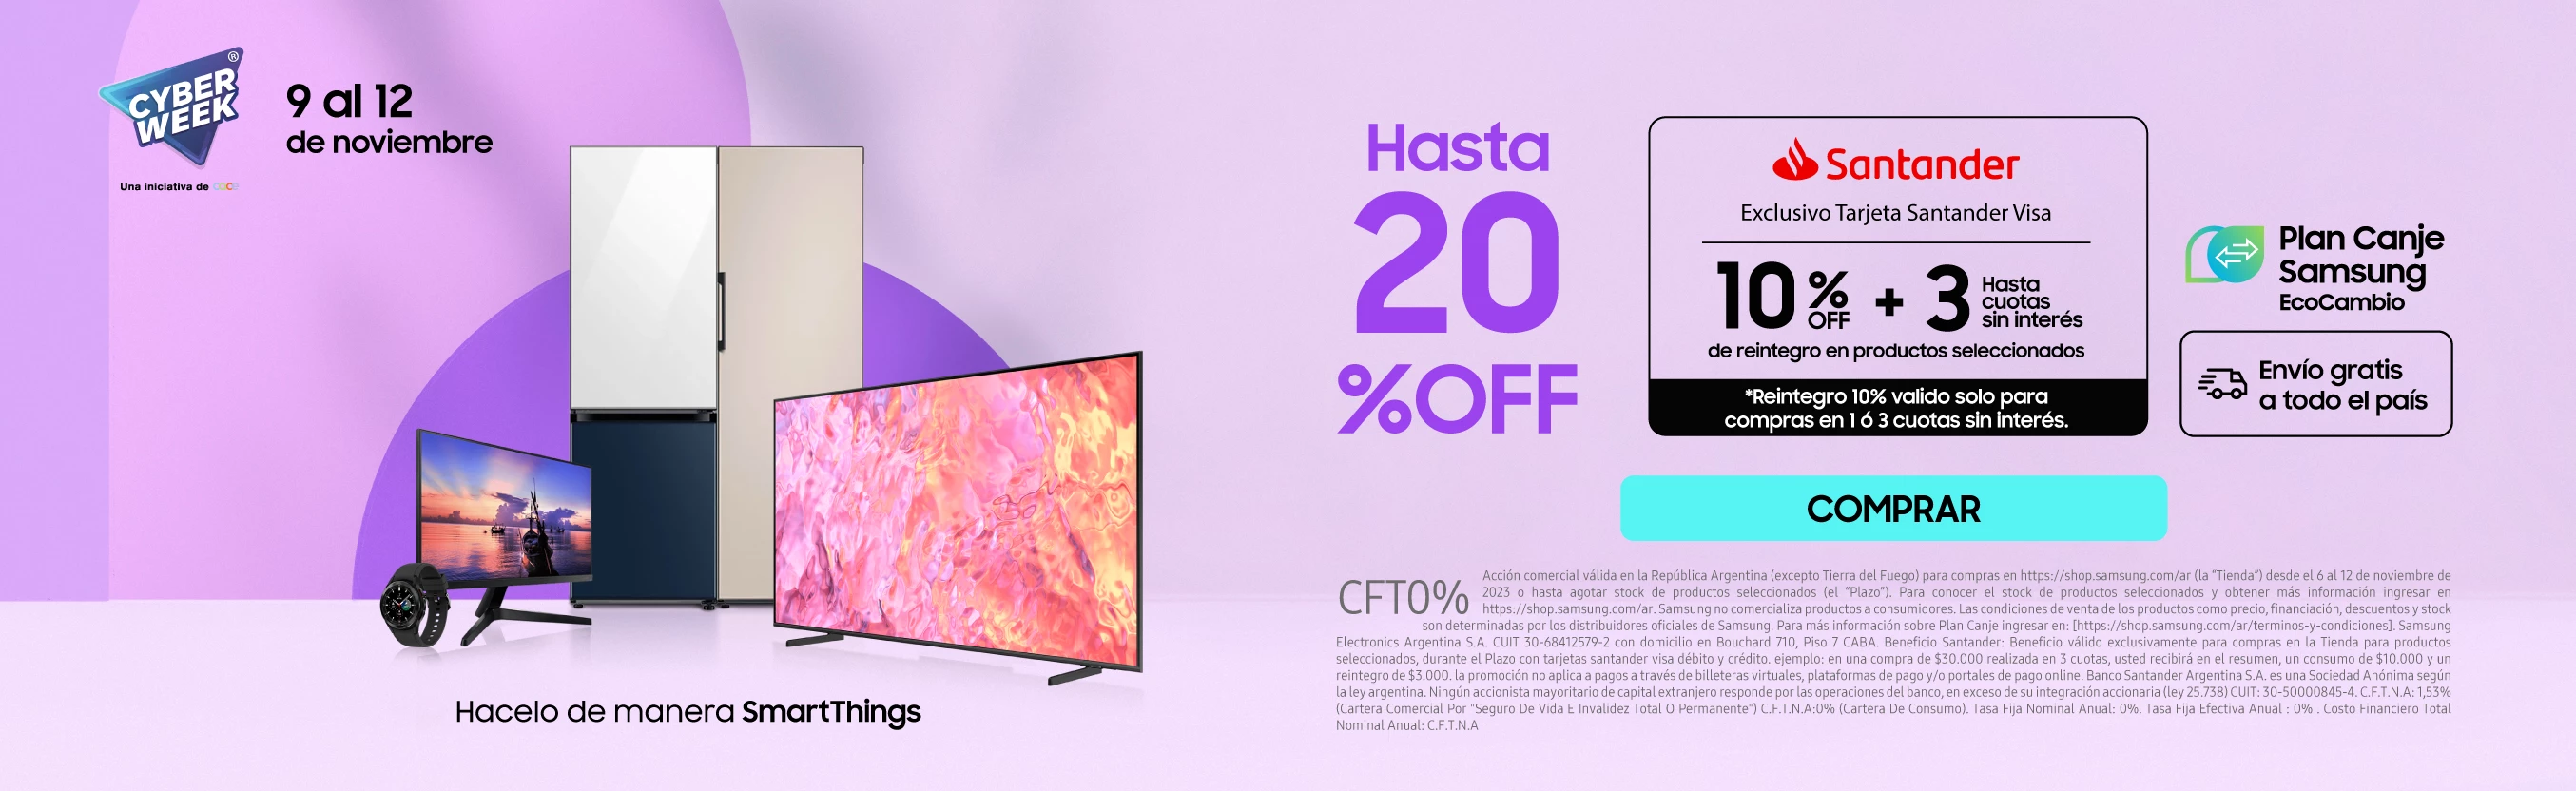 CYBER
WEEK
®
Una iniciativa de cace
9 al 12
de noviembre
Hacelo de manera SmartThings
Hasta
20
%OFF
Santander
Exclusivo Tarjeta Santander Visa
10 % OFF + 3 Hasta
cuotas
sin interés
de reintegro en productos seleccionados
*Reintegro 10% valido solo para
compras en 1 ó 3 cuotas sin interés.
Plan Canje
Samsung
EcoCambio
Envío gratis
a todo el país
COMPRAR
CFT0%
Acción comercial válida en la República Argentina (excepto Tierra del Fuego) para compras en https://shop.samsung.com/ar (la “Tienda”) desde el 6 al 12 de noviembre de
2023 o hasta agotar stock de productos seleccionados (el “Plazo”). Para conocer el stock de productos seleccionados y obtener más información ingresar en
https://shop.samsung.com/ar. Samsung no comercializa productos a consumidores. Las condiciones de venta de los productos como precio, financiación, descuentos y stock
son determinadas por los distribuidores oficiales de Samsung. Para más información sobre Plan Canje ingresar en: [https://shop.samsung.com/ar/terminos-y-condiciones]. Samsung
Electronics Argentina S.A. CUIT 30-68412579-2 con domicilio en Bouchard 710, Piso 7 CABA. Beneficio Santander: Beneficio válido exclusivamente para compras en la Tienda para productos
seleccionados, durante el Plazo con tarjetas santander visa débito y crédito. ejemplo: en una compra de $30.000 realizada en 3 cuotas, usted recibirá en el resumen, un consumo de $10.000 y un
reintegro de $3.000. la promoción no aplica a pagos a través de billeteras virtuales, plataformas de pago y/o portales de pago online. Banco Santander Argentina S.A. es una Sociedad Anónima según
la ley argentina. Ningún accionista mayoritario de capital extranjero responde por las operaciones del banco, en exceso de su integración accionaria (ley 25.738) CUIT: 30-50000845-4. C.F.T.N.A: 1,53%
(Cartera Comercial Por "Seguro De Vida E Invalidez Total O Permanente") C.F.T.N.A:0% (Cartera De Consumo). Tasa Fija Nominal Anual: 0%. Tasa Fija Efectiva Anual : 0% . Costo Financiero Total
Nominal Anual: C.F.T.N.A